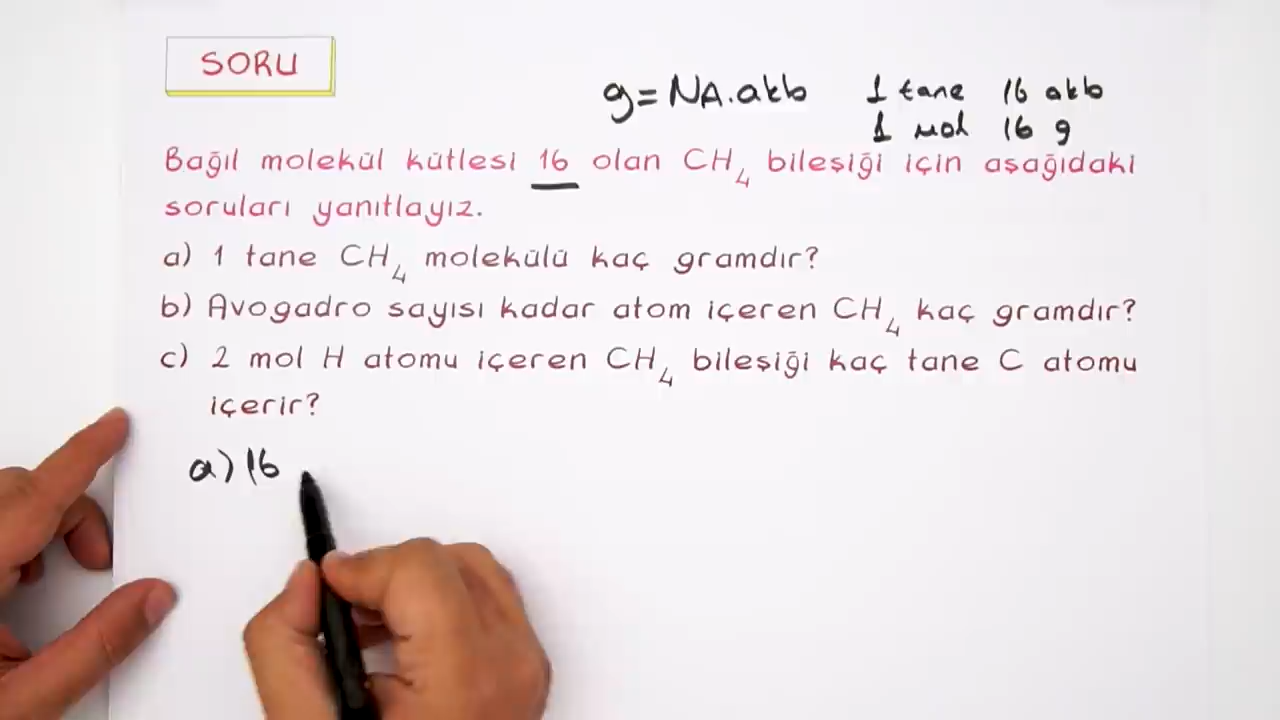 SORU
g=NA.akb 1 tane 16 akb
1 mol 16 g
Bağıl molekül kütlesi 16 olan CH4 bileşiği için aşağıdaki
soruları yanıtlayız.
a) 1 tane CH4 molekülü kaç gramdır?
b) Avogadro sayısı kadar atom içeren CH4 kaç gramdır?
c) 2 mol H atomu içeren CH4 bileşiği kaç tane C atomu
içerir?
a) 16